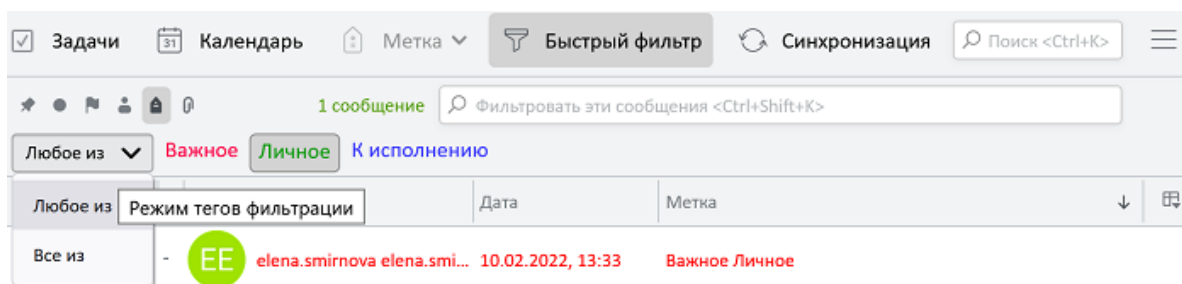 Задачи 31 Календарь Метка Быстрый фильтр Синхронизация Поиск <Ctrl+K>
1 сообщение Фильтровать эти сообщения <Ctrl+Shift+K>
Любое из Важное Личное К исполнению
Любое из Режим тегов фильтрации Дата Метка
Все из - EE elena.smirnova elena.smi... 10.02.2022, 13:33 Важное Личное